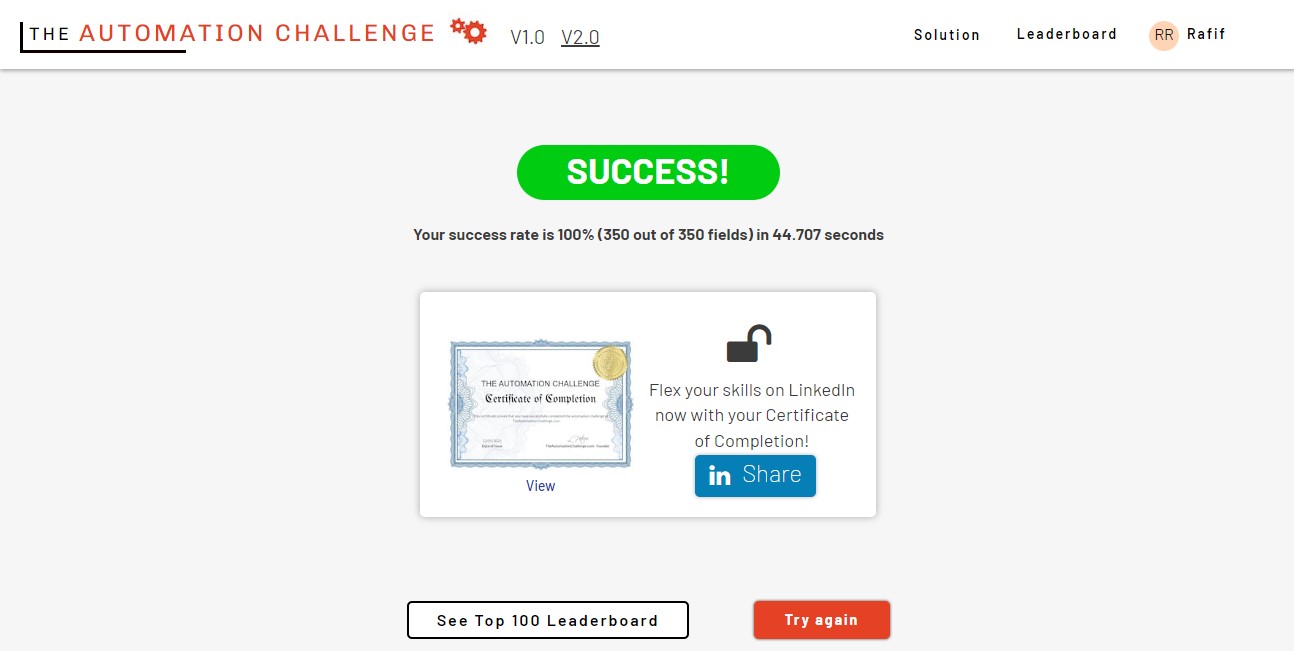 THE AUTOMATION CHALLENGE V1.0 V2.0 Solution Leaderboard RR Rafif
SUCCESS!
Your success rate is 100% (350 out of 350 fields) in 44.707 seconds
THE AUTOMATION CHALLENGE
Certificate of Completion
View
Flex your skills on LinkedIn
now with your Certificate
of Completion!
in Share
See Top 100 Leaderboard Try again